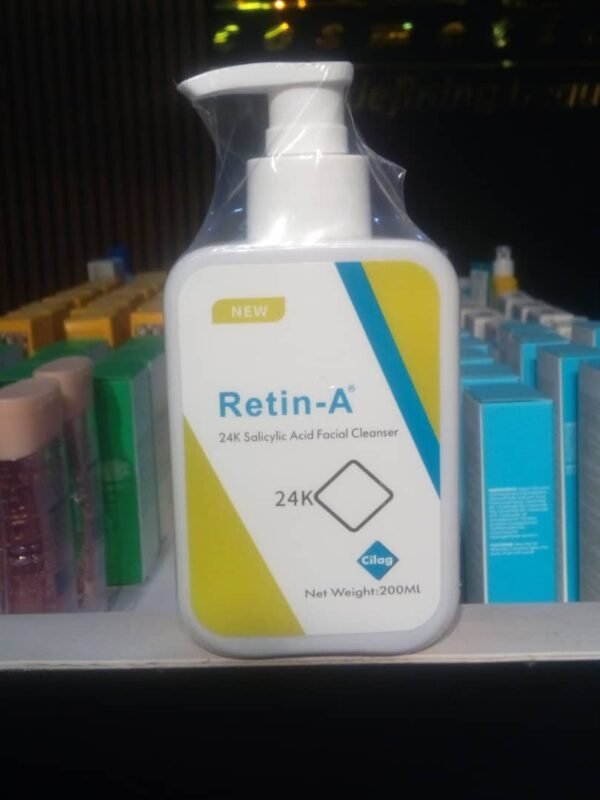 NEW
Retin-A®
24K Salicylic Acid Facial Cleanser
24K
Cilag
Net Weight:200ML